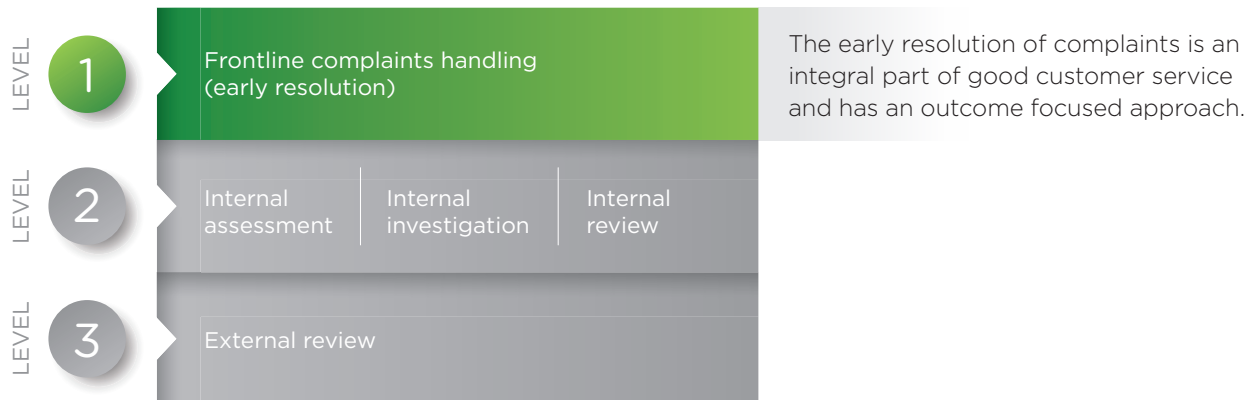 LEVEL
1
Frontline complaints handling
(early resolution)
The early resolution of complaints is an
integral part of good customer service
and has an outcome focused approach.
LEVEL
2
Internal
assessment
Internal
investigation
Internal
review
LEVEL
3
External review